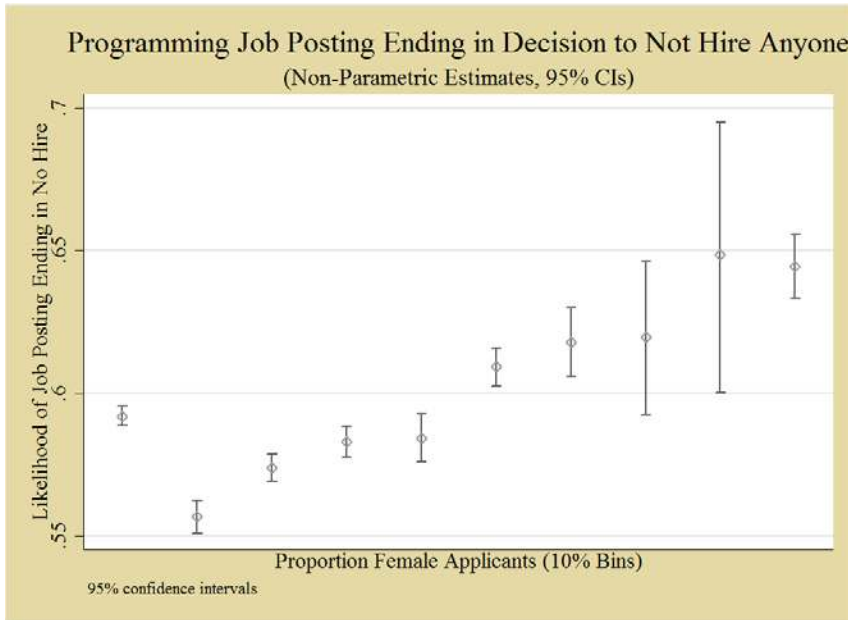 Programming Job Posting Ending in Decision to Not Hire Anyone
(Non-Parametric Estimates, 95% CIs)
Likelihood of Job Posting Ending in No Hire
.7
.65
.6
.55
Proportion Female Applicants (10% Bins)
95% confidence intervals